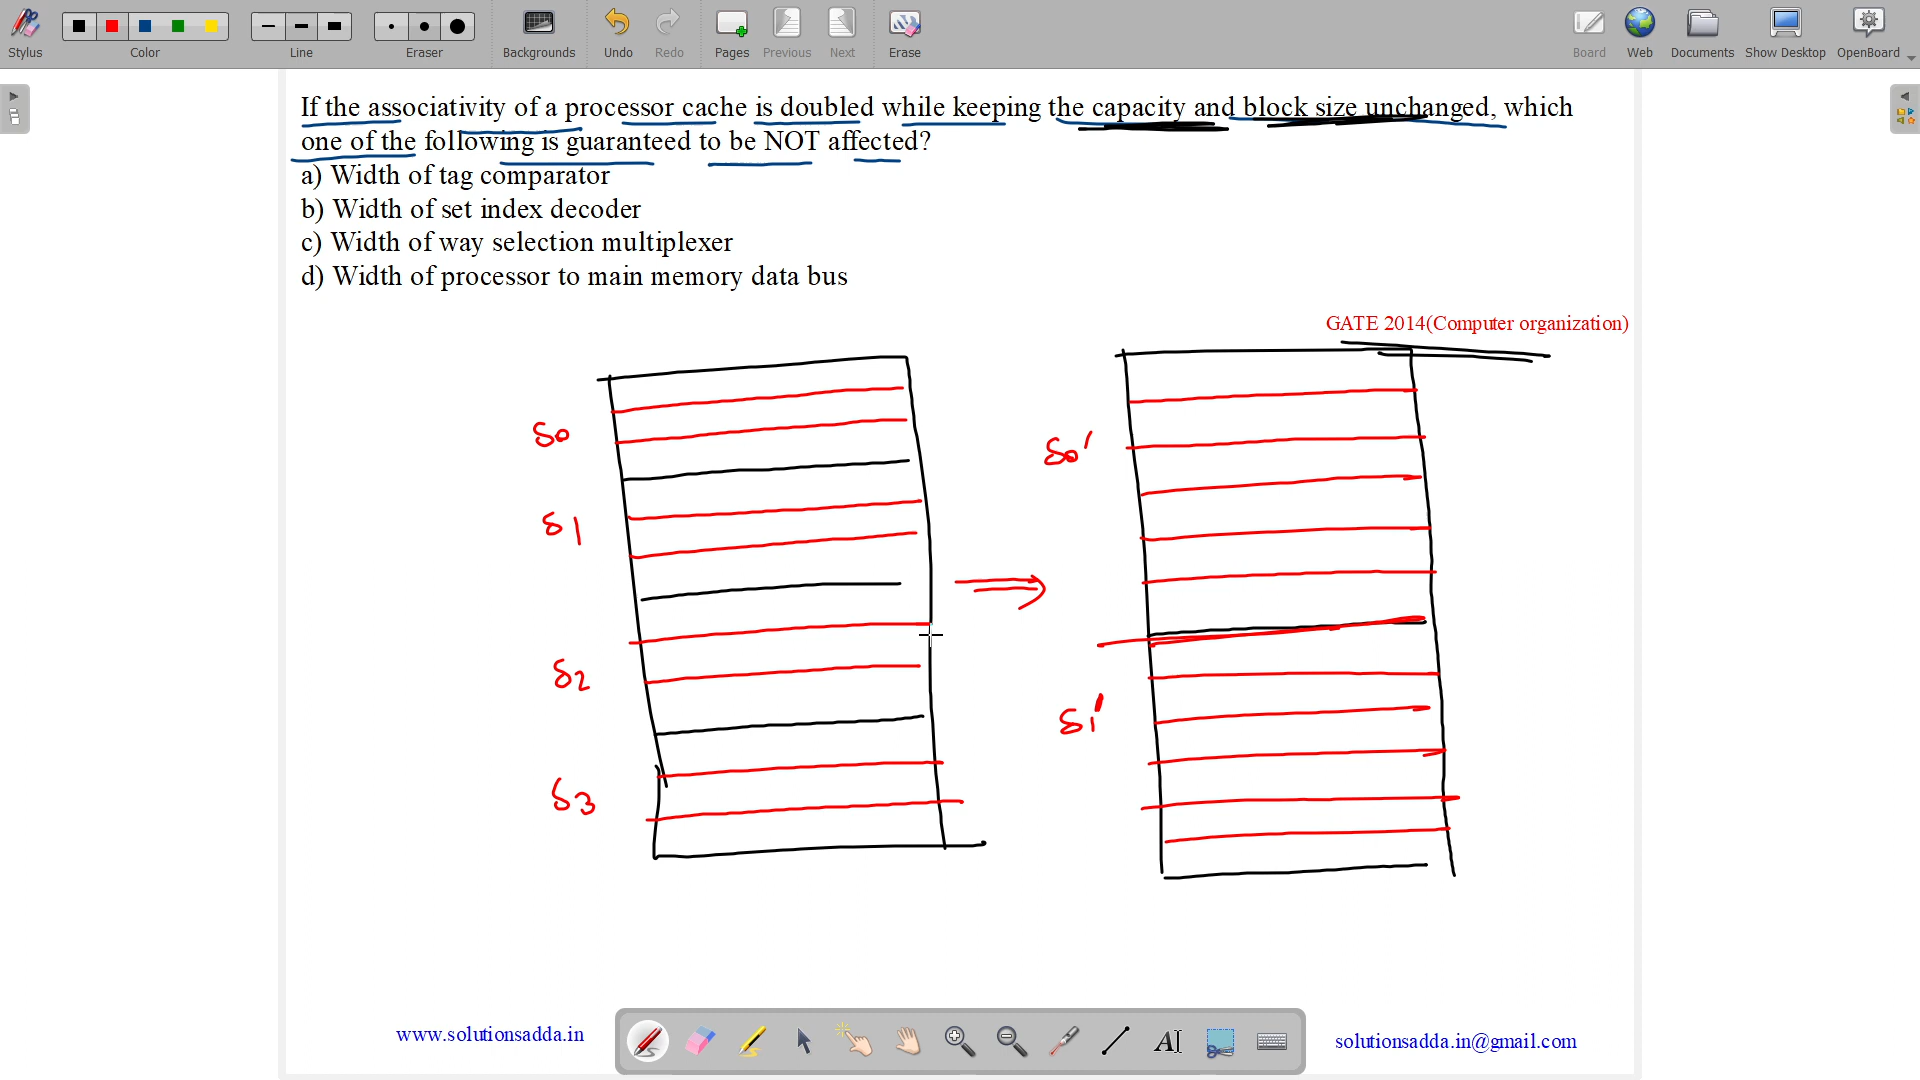 Stylus
Color
Line
Eraser
Backgrounds
Undo
Redo
Pages
Previous
Next
Erase
Board
Web
Documents
Show Desktop
OpenBoard
If the associativity of a processor cache is doubled while keeping the capacity and block size unchanged, which
one of the following is guaranteed to be NOT affected?
a) Width of tag comparator
b) Width of set index decoder
c) Width of way selection multiplexer
d) Width of processor to main memory data bus
GATE 2014(Computer organization)
S0
S0'
S1
S2
S1'
S3
www.solutionsadda.in
AI
solutionsadda.in@gmail.com